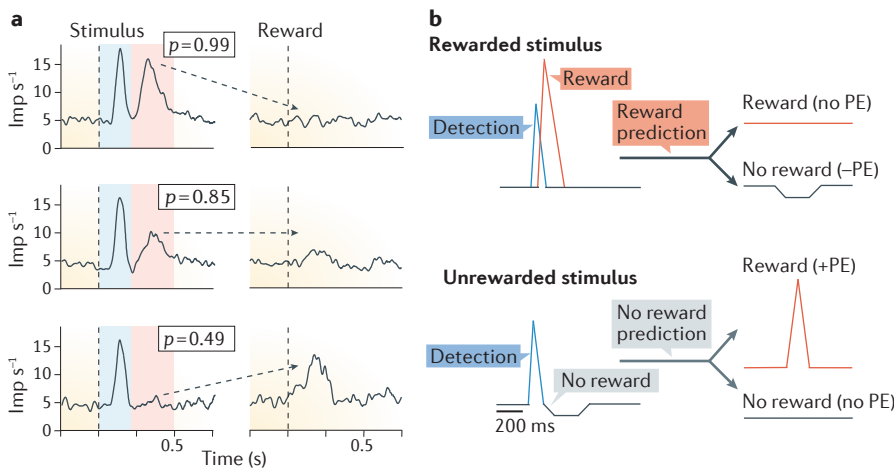 a
Stimulus
Reward
p=0.99
Imp s⁻¹
15
10
5
0
p=0.85
Imp s⁻¹
15
10
5
0
p=0.49
Imp s⁻¹
15
10
5
0
0.5
0.5
Time (s)
b
Rewarded stimulus
Reward
Detection
Reward
prediction
Reward (no PE)
No reward (–PE)
Unrewarded stimulus
Detection
No reward
200 ms
No reward
prediction
Reward (+PE)
No reward (no PE)